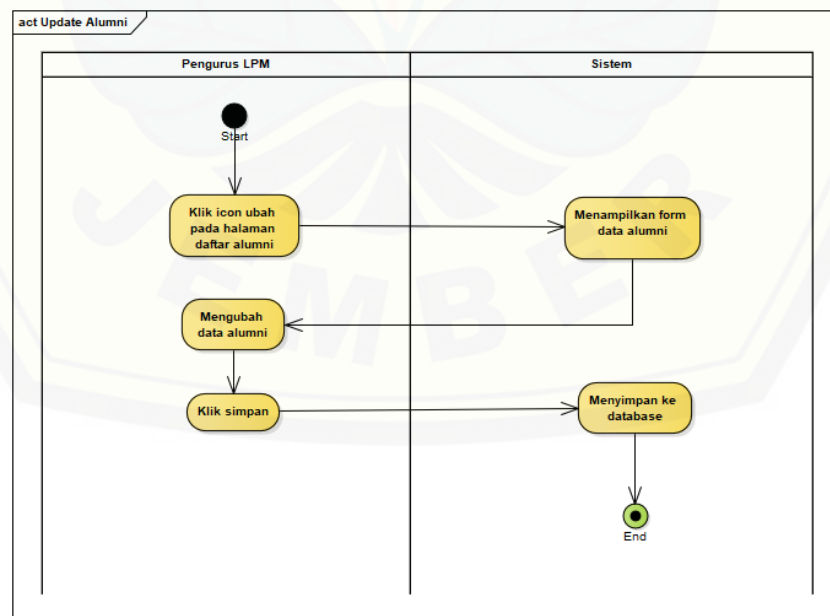 act Update Alumni
Pengurus LPM
Sistem
Start
Klik icon ubah
pada halaman
daftar alumni
Menampilkan form
data alumni
Mengubah
data alumni
Klik simpan
Menyimpan ke
database
End
JEMBER